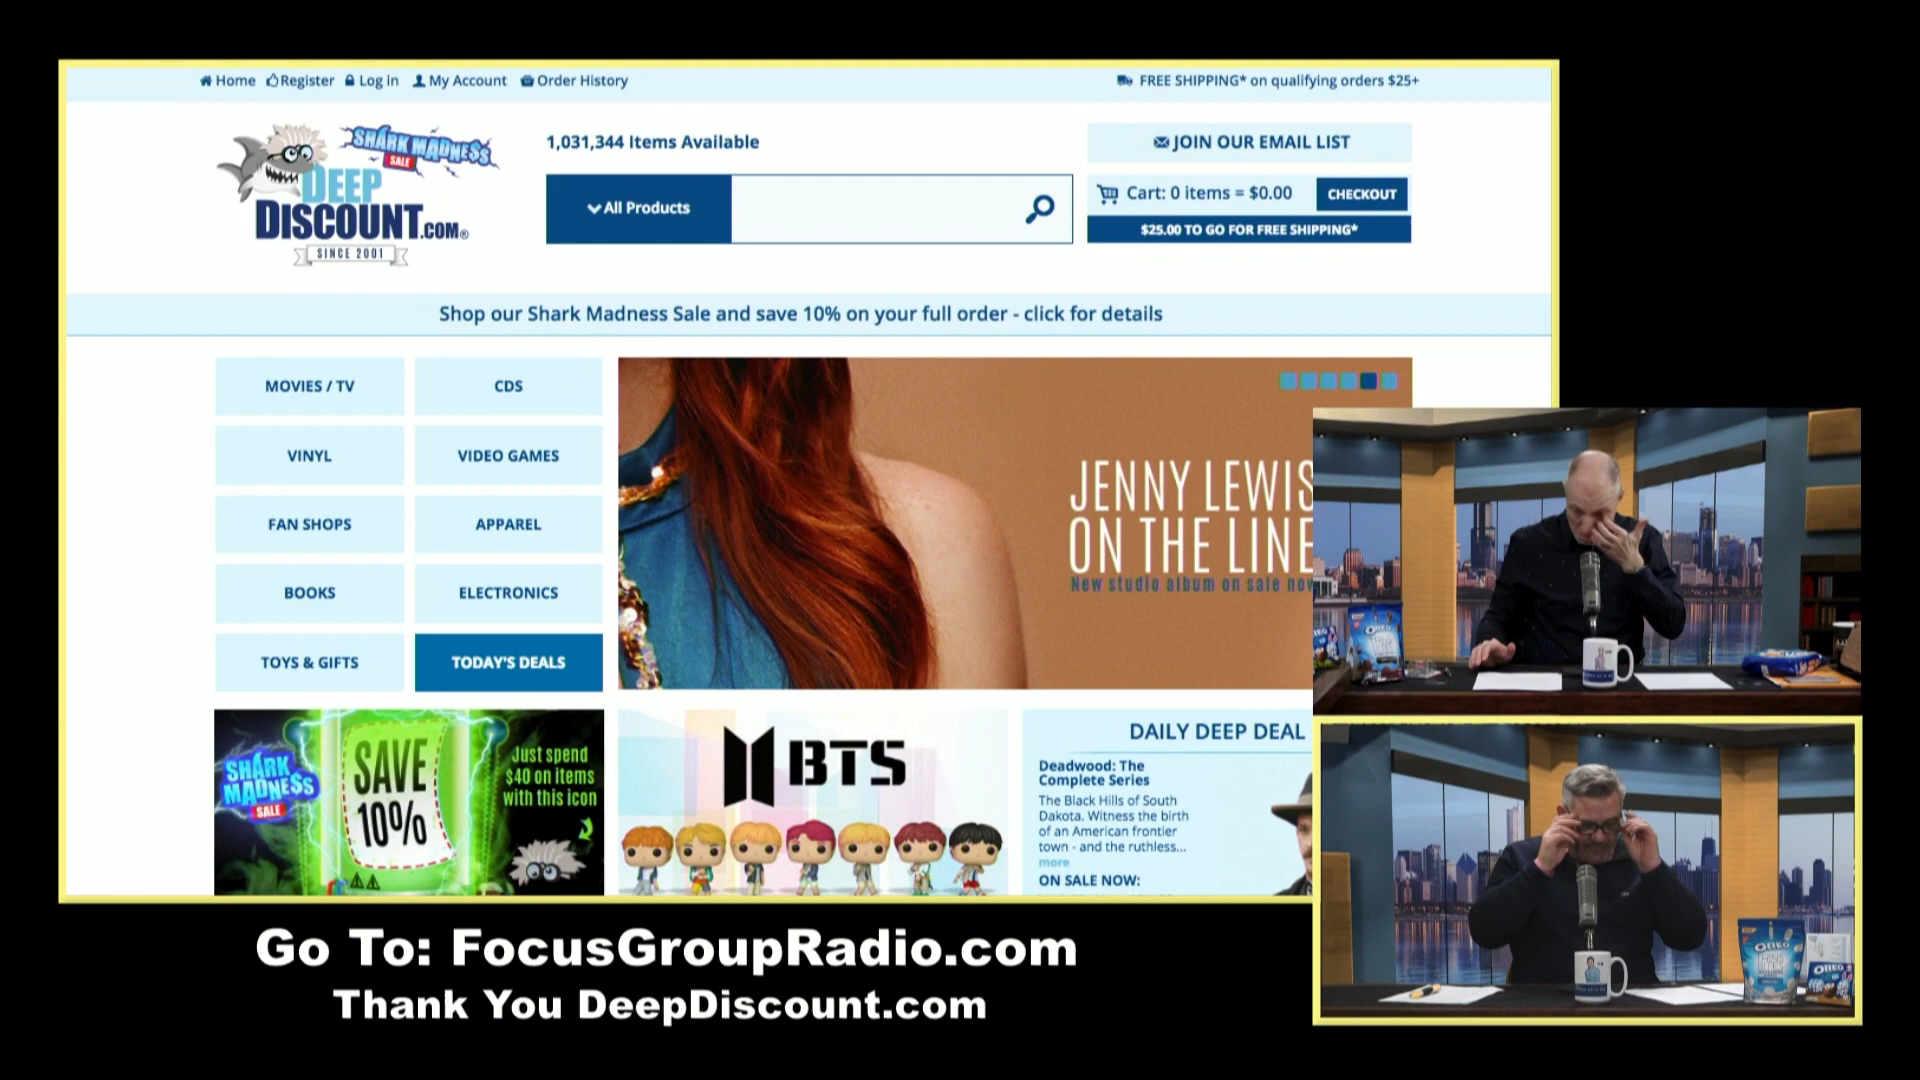 Home Register Log in My Account Order History
FREE SHIPPING* on qualifying orders $25+
SHARK MADNE$$
SALE
DEEP
DISCOUNT.COM®
SINCE 2001
1,031,344 Items Available
All Products
JOIN OUR EMAIL LIST
Cart: 0 items = $0.00
CHECKOUT
$25.00 TO GO FOR FREE SHIPPING*
Shop our Shark Madness Sale and save 10% on your full order - click for details
MOVIES / TV
CDS
VINYL
VIDEO GAMES
FAN SHOPS
APPAREL
BOOKS
ELECTRONICS
TOYS & GIFTS
TODAY'S DEALS
JENNY LEWIS
ON THE LINE
New studio album on sale now
SHARK
MADNE$$
SALE
SAVE
10%
Just spend
$40 on items
with this icon
BTS
DAILY DEEP DEAL
Deadwood: The
Complete Series
The Black Hills of South
Dakota. Witness the birth
of an American frontier
town - and the ruthless...
more
ON SALE NOW:
OREO
OREO
THINS
OREO
Go To: FocusGroupRadio.com
Thank You DeepDiscount.com